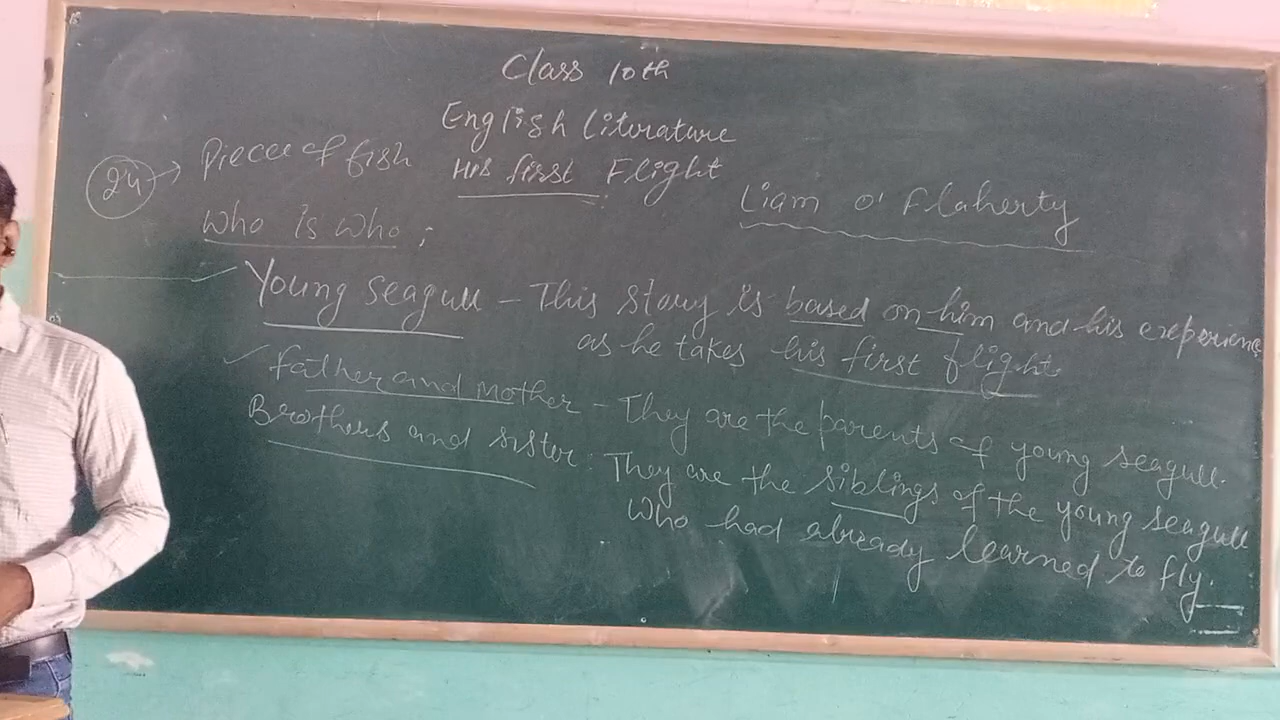 Class 10th
English Literature
24 → Piece of fish
His first Flight
Liam O' Flaherty
Who is Who ;
Young Seagull – This story is based on him and his experience
as he takes his first flight.
Father and Mother – They are the parents of young seagull.
Brothers and sister : They are the siblings of the young seagull
Who had already learned to fly.